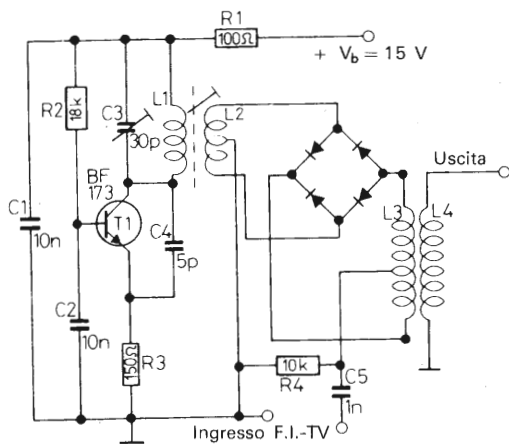 R1
100Ω
+ Vb = 15 V
R2
18k
C3
30p
L1
L2
BF
173
T1
C1
10n
C4
5p
Uscita
L3
L4
C2
10n
150Ω
R3
10k
R4
C5
1n
Ingresso F.I.-TV